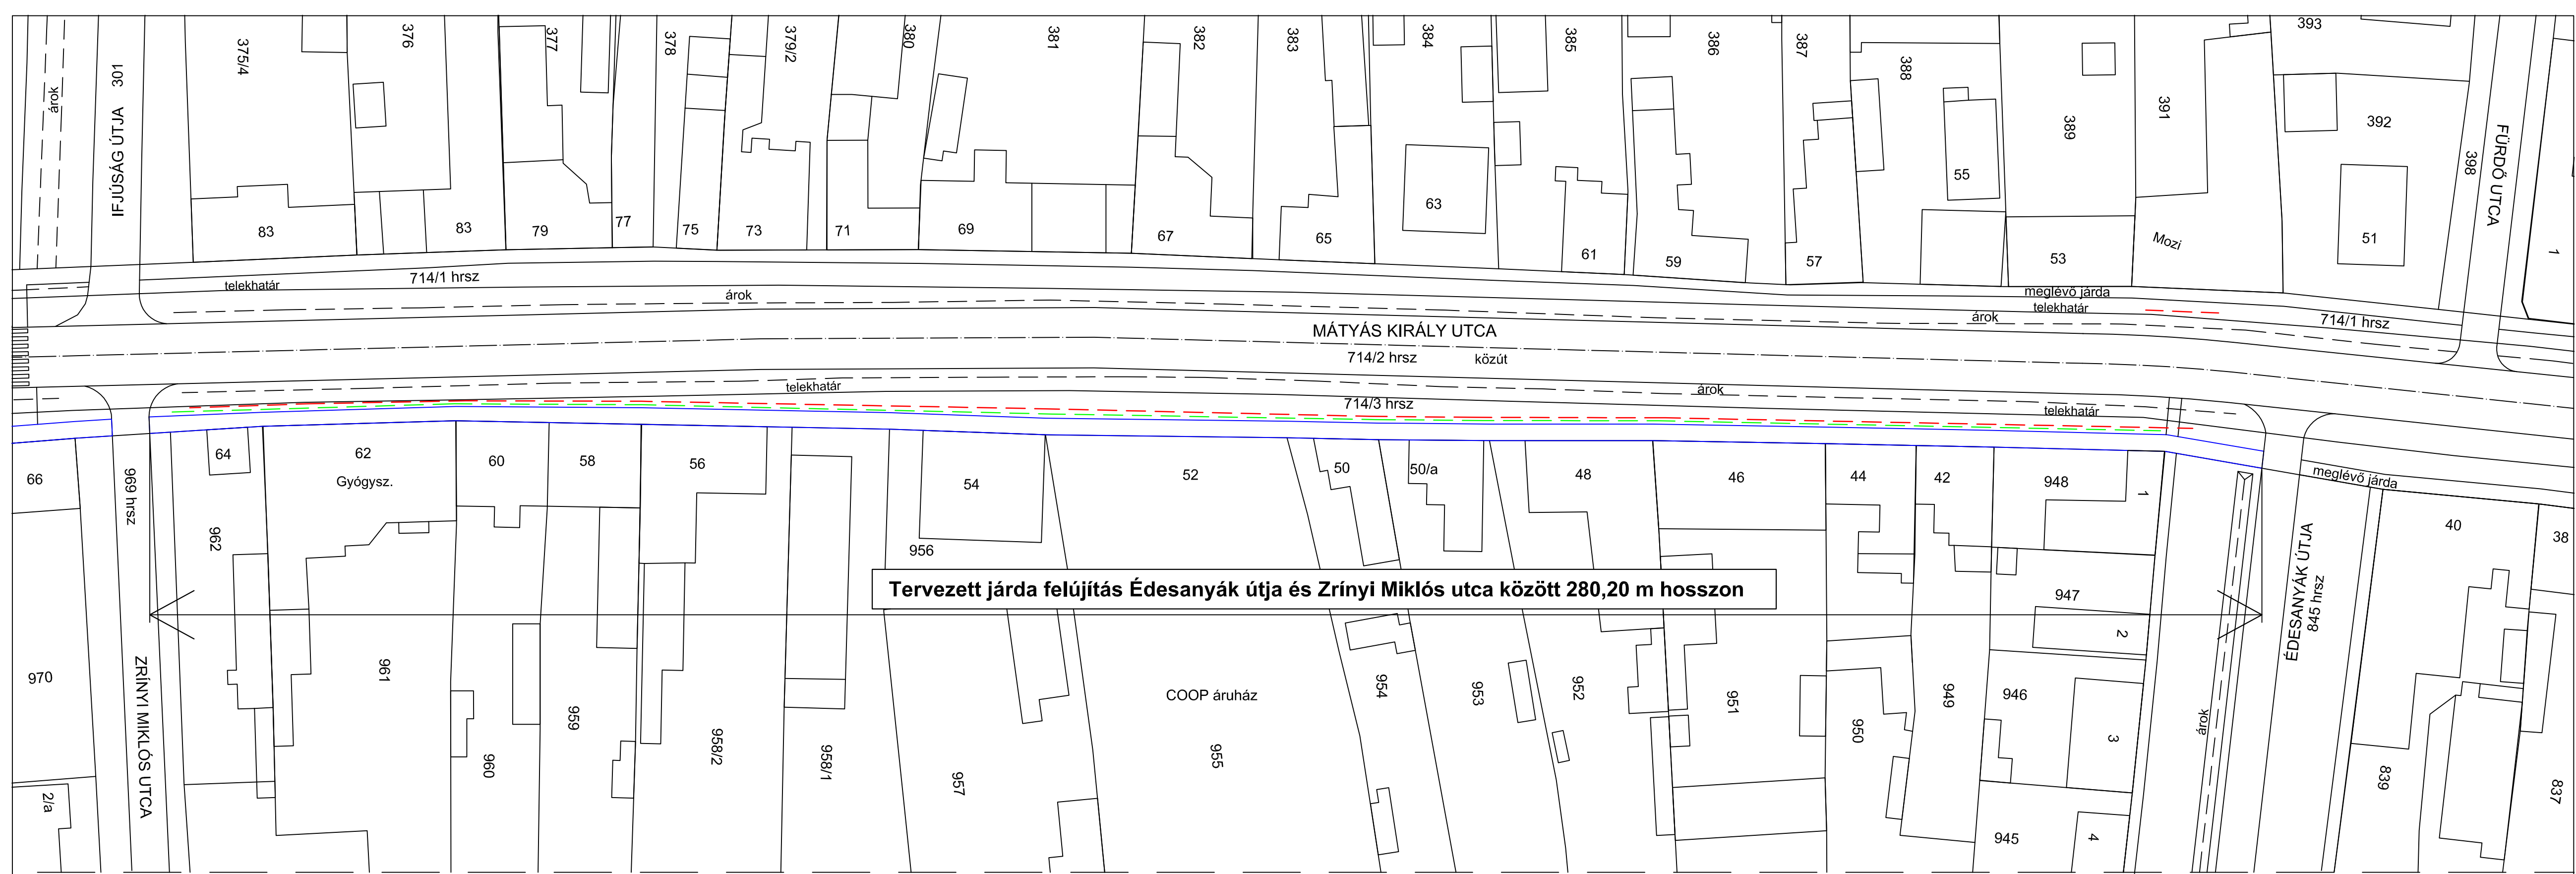 375/4
376
377
378
379/2
380
381
382
383
384
385
386
387
388
389
391
393
392
398
FÜRDŐ UTCA
1
árok
IFJÚSÁG ÚTJA 301
83
83
79
77
75
73
71
69
67
65
63
61
59
57
55
53
Mozi
51
telekhatár
714/1 hrsz
árok
meglévő járda
telekhatár
árok
714/1 hrsz
MÁTYÁS KIRÁLY UTCA
714/2 hrsz
közút
telekhatár
árok
714/3 hrsz
telekhatár
meglévő járda
66
969 hrsz
64
62
Gyógysz.
60
58
56
54
52
50
50/a
48
46
44
42
948
1
40
38
962
956
947
2
Tervezett járda felújítás Édesanyák útja és Zrínyi Miklós utca között 280,20 m hosszon
ÉDESANYÁK ÚTJA
845 hrsz
970
ZRÍNYI MIKLÓS UTCA
961
959
960
958/2
958/1
957
COOP áruház
955
954
953
952
951
950
949
946
3
árok
945
4
839
837
2/a